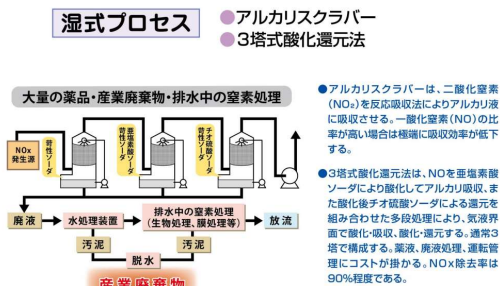 湿式プロセス
●アルカリスクラバー
●3塔式酸化還元法
大量の薬品・産業廃棄物・排水中の窒素処理
NOx
発生源
苛性ソーダ
亜塩素酸ソーダ
苛性ソーダ
チオ硫酸ソーダ
苛性ソーダ
廃液
水処理装置
排水中の窒素処理
(生物処理、膜処理等)
放流
汚泥
汚泥
脱水
産業廃棄物
●アルカリスクラバーは、二酸化窒素
(NO₂)を反応吸収法によりアルカリ液
に吸収させる。一酸化窒素(NO)の比
率が高い場合は極端に吸収効率が低下
する。
●3塔式酸化還元法は、NOを亜塩素酸
ソーダにより酸化してアルカリ吸収、ま
た酸化後チオ硫酸ソーダによる還元を
組み合わせた多段処理により、気液界
面で酸化・吸収、酸化・還元する。通常3
塔で構成する。薬液、廃液処理、運転管
理にコストが掛かる。NOx除去率は
90%程度である。